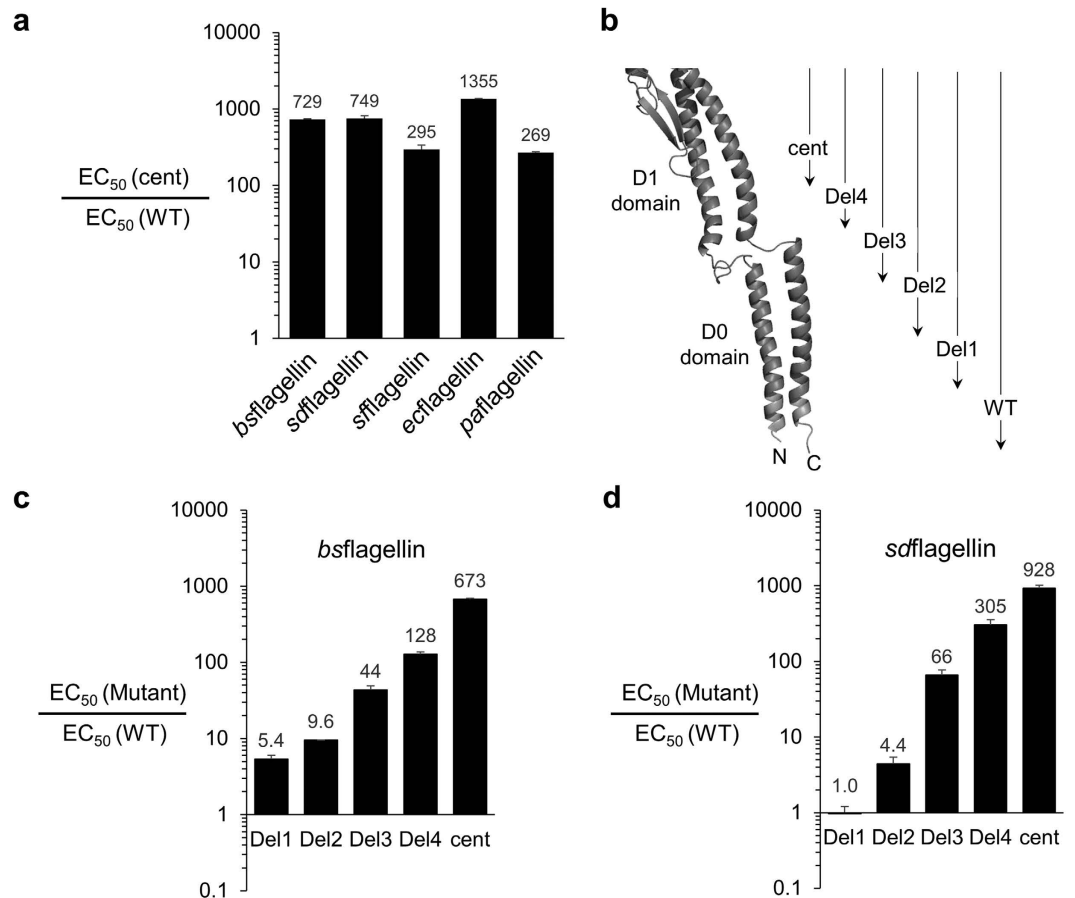 a
10000
1000
100
10
1
729
749
295
1355
269
EC50 (cent)
EC50 (WT)
bsflagellin
sdflagellin
sfflagellin
ecflagellin
paflagellin
b
D1
domain
D0
domain
N
C
cent
Del4
Del3
Del2
Del1
WT
c
bsflagellin
10000
1000
100
10
1
0.1
5.4
9.6
44
128
673
EC50 (Mutant)
EC50 (WT)
Del1
Del2
Del3
Del4
cent
d
sdflagellin
10000
1000
100
10
1
0.1
1.0
4.4
66
305
928
EC50 (Mutant)
EC50 (WT)
Del1
Del2
Del3
Del4
cent